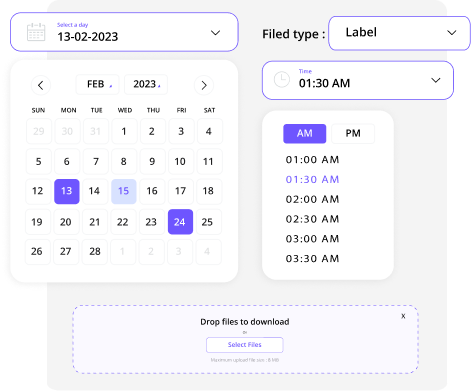 Select a day
13-02-2023
Filed type : Label
Time
01:30 AM
FEB 2023
SUN MON TUE WED THU FRI SAT
29 30 31 1 2 3 4
5 6 7 8 9 10 11
12 13 14 15 16 17 18
19 20 21 22 23 24 25
26 27 28 1 2 3 4
AM PM
01:00 AM
01:30 AM
02:00 AM
02:30 AM
03:00 AM
03:30 AM
X
Drop files to download
or
Select Files
Maximum upload file size : 8 MB